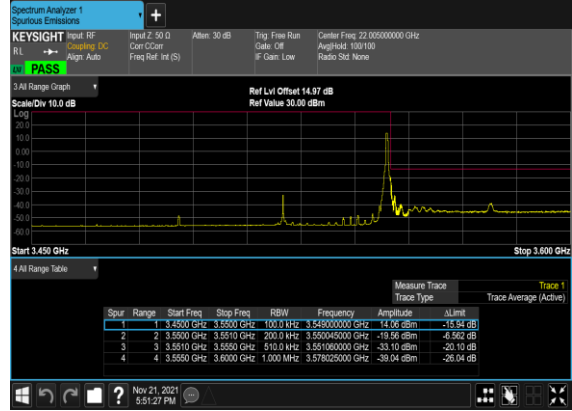 Spectrum Analyzer 1
Spurious Emissions
KEYSIGHT Input: RF Input Z: 50 Ω Atten: 30 dB Trig: Free Run Center Freq: 22.005000000 GHz
RL Coupling: DC Corr CCorr Gate: Off Avg|Hold: 100/100
Align: Auto Freq Ref: Int (S) IF Gain: Low Radio Std: None
PASS
3 All Range Graph
Ref Lvl Offset 14.97 dB
Scale/Div 10.0 dB Ref Value 30.00 dBm
Log
20.0
10.0
0.00
-10.0
-20.0
-30.0
-40.0
-50.0
-60.0
Start 3.450 GHz Stop 3.600 GHz
4 All Range Table
Measure Trace Trace 1
Trace Type Trace Average (Active)
Spur Range Start Freq Stop Freq RBW Frequency Amplitude ΔLimit
1 1 3.4500 GHz 3.5500 GHz 100.0 kHz 3.549000000 GHz 14.06 dBm -15.94 dB
2 2 3.5500 GHz 3.5510 GHz 200.0 kHz 3.550045000 GHz -19.56 dBm -6.562 dB
3 3 3.5510 GHz 3.5550 GHz 510.0 kHz 3.551060000 GHz -33.10 dBm -20.10 dB
4 4 3.5550 GHz 3.6000 GHz 1.000 MHz 3.578025000 GHz -39.04 dBm -26.04 dB
? Nov 21, 2021
5:51:27 PM